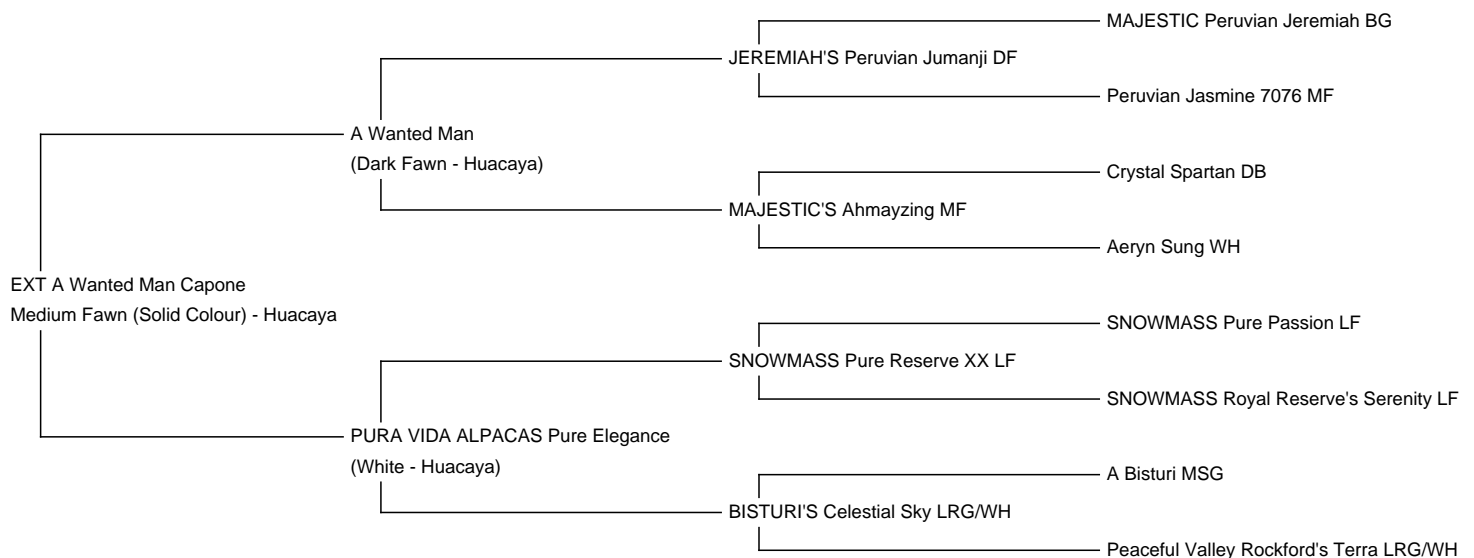 MAJESTIC Peruvian Jeremiah BG
JEREMIAH'S Peruvian Jumanji DF
Peruvian Jasmine 7076 MF
A Wanted Man
(Dark Fawn - Huacaya)
Crystal Spartan DB
MAJESTIC'S Ahmayzing MF
Aeryn Sung WH
EXT A Wanted Man Capone
Medium Fawn (Solid Colour) - Huacaya
SNOWMASS Pure Passion LF
SNOWMASS Pure Reserve XX LF
SNOWMASS Royal Reserve's Serenity LF
PURA VIDA ALPACAS Pure Elegance
(White - Huacaya)
A Bisturi MSG
BISTURI'S Celestial Sky LRG/WH
Peaceful Valley Rockford's Terra LRG/WH